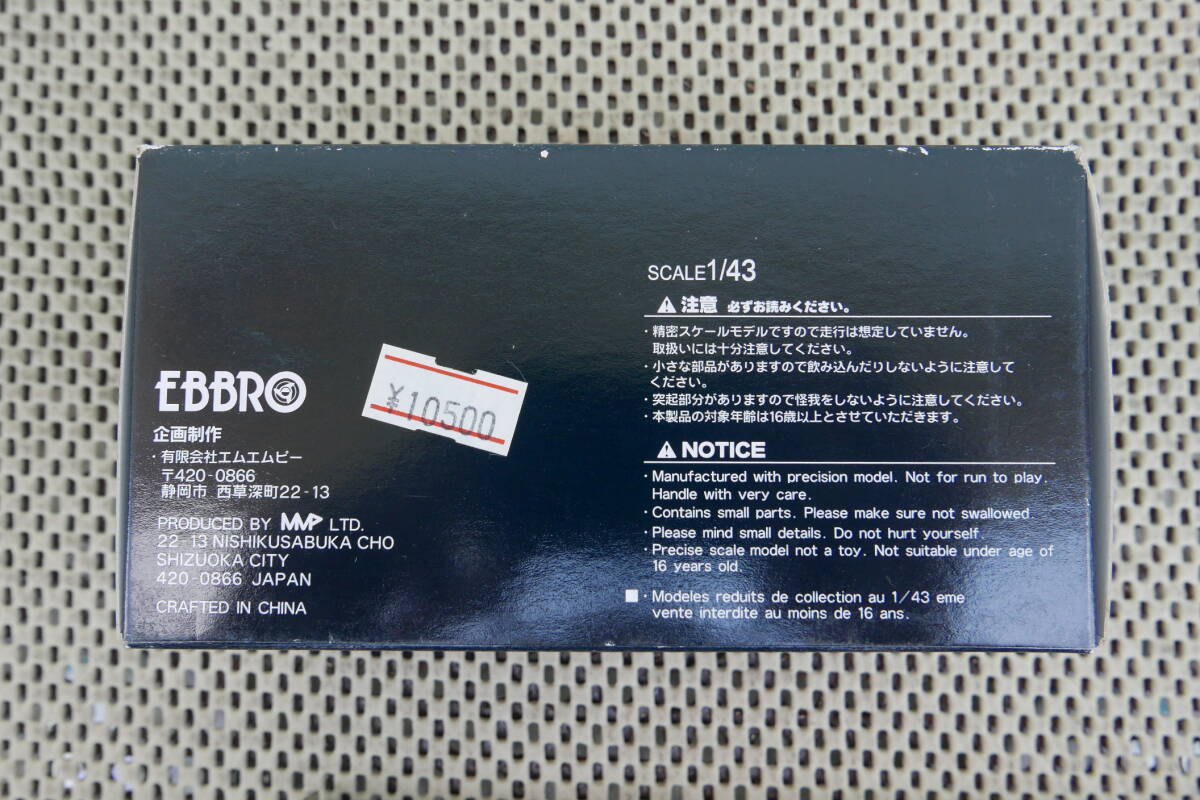 EBBRO
企画制作
・有限会社エムエムピー
〒420-0866
静岡市 西草深町22-13
PRODUCED BY MMP LTD.
22-13 NISHIKUSABUKA CHO
SHIZUOKA CITY
420-0866 JAPAN
CRAFTED IN CHINA
¥10500
SCALE1/43
注意 必ずお読みください。
・精密スケールモデルですので走行は想定していません。
取扱いには十分注意してください。
・小さな部品がありますので飲み込んだりしないように注意して
ください。
・突起部分がありますので怪我をしないように注意してください。
・本製品の対象年齢は16歳以上とさせていただきます。
NOTICE
・Manufactured with precision model. Not for run to play.
Handle with very care.
・Contains small parts. Please make sure not swallowed.
・Please mind small details. Do not hurt yourself.
・Precise scale model not a toy. Not suitable under age of
16 years old.
■・Modeles reduits de collection au 1/43 eme
vente interdite au moins de 16 ans.